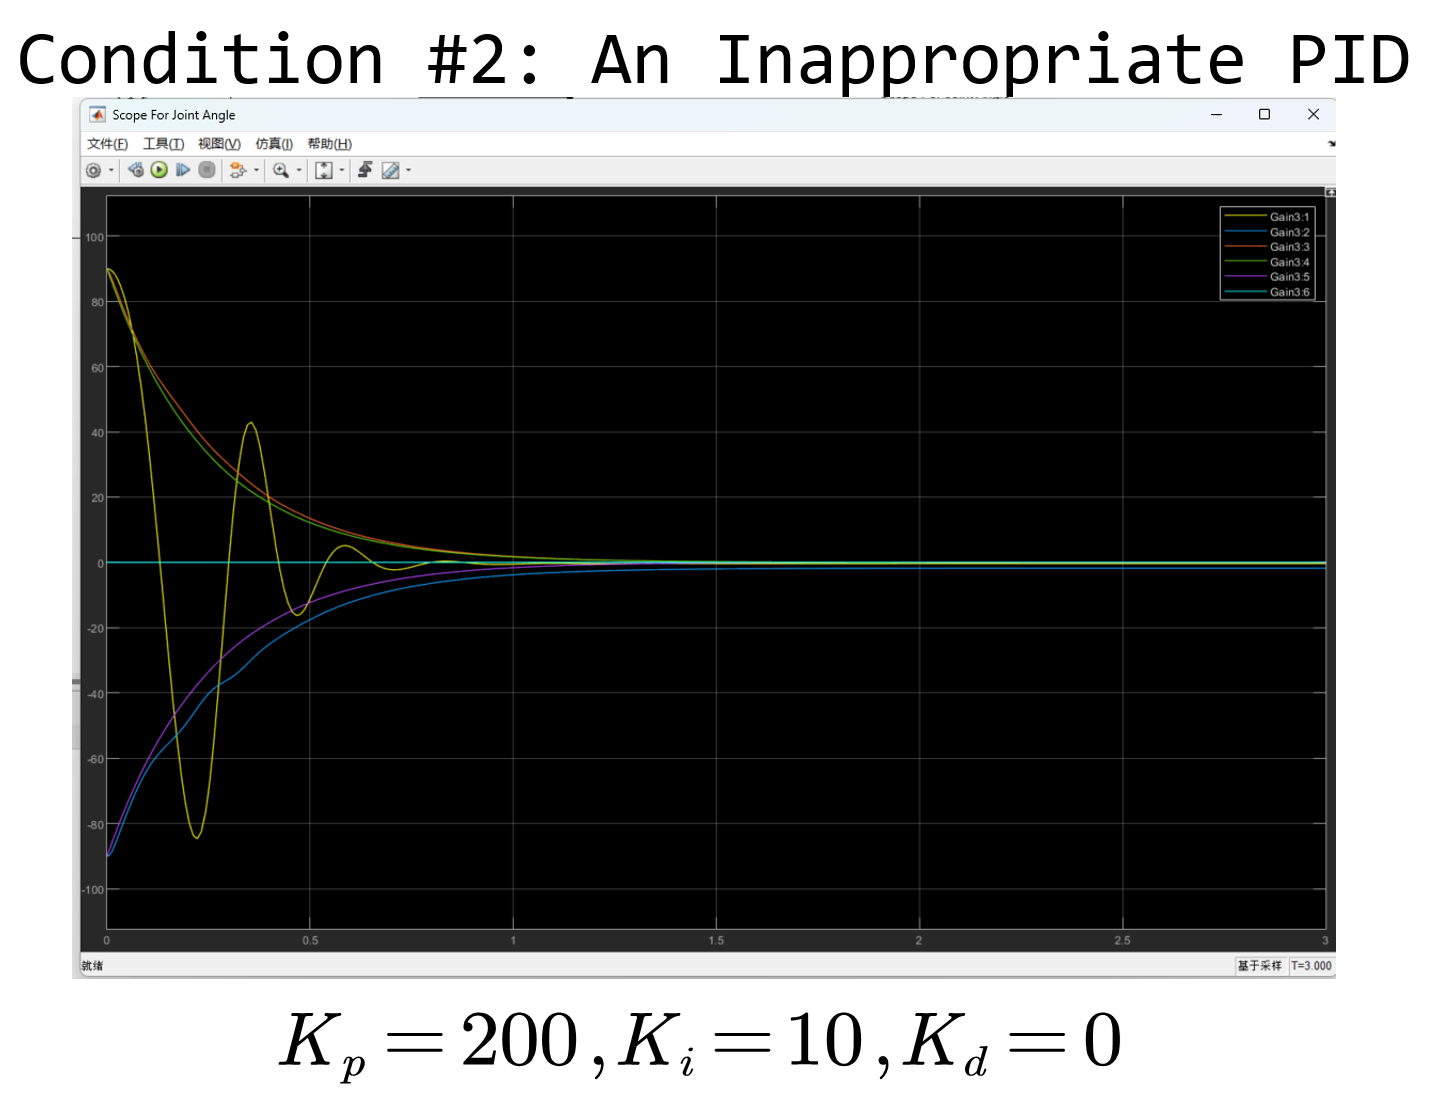 Condition #2: An Inappropriate PID
Scope For Joint Angle
文件(F) 工具(T) 视图(V) 仿真(I) 帮助(H)
Gain3:1
Gain3:2
Gain3:3
Gain3:4
Gain3:5
Gain3:6
100
80
60
40
20
0
-20
-40
-60
-80
-100
0 0.5 1 1.5 2 2.5 3
就绪 基于采样 T=3.000
K_p = 200, K_i = 10, K_d = 0